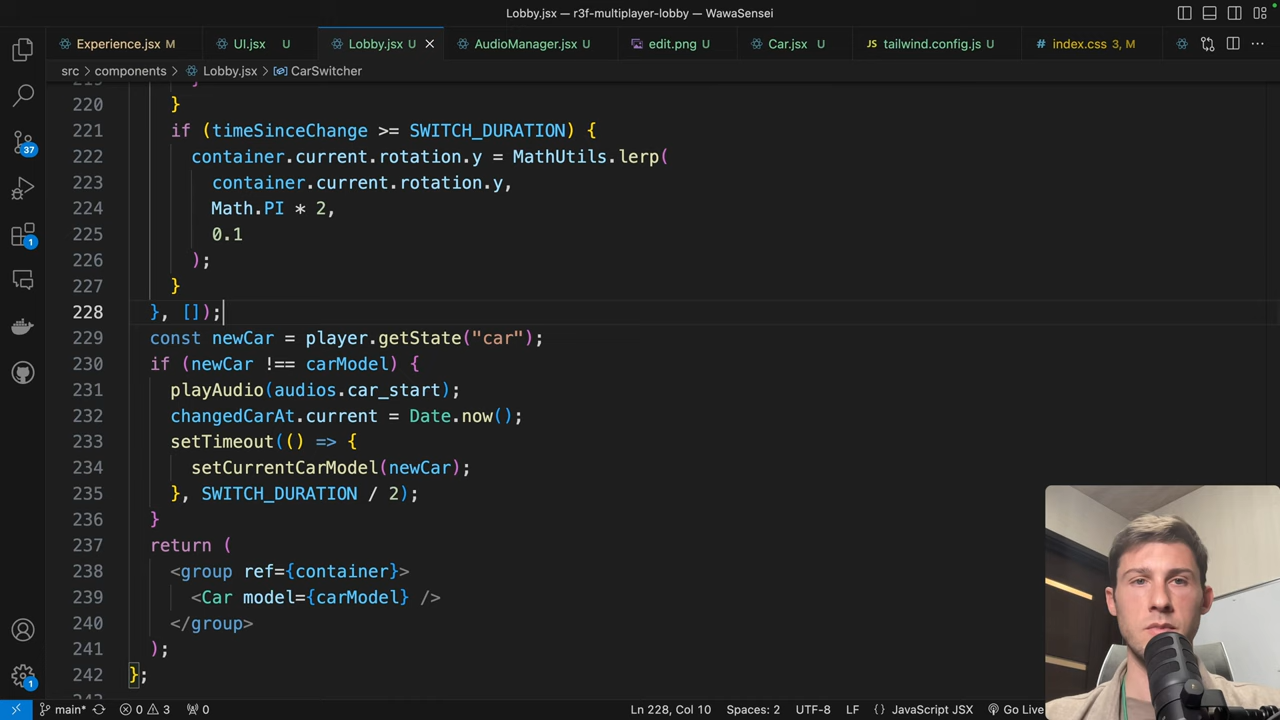 Lobby.jsx — r3f-multiplayer-lobby — WawaSensei
Experience.jsx M
UI.jsx U
Lobby.jsx U
AudioManager.jsx U
edit.png U
Car.jsx U
tailwind.config.js U
index.css 3, M
src > components > Lobby.jsx > CarSwitcher
220 }
221 if (timeSinceChange >= SWITCH_DURATION) {
222 container.current.rotation.y = MathUtils.lerp(
223 container.current.rotation.y,
224 Math.PI * 2,
225 0.1
226 );
227 }
228 }, []);
229 const newCar = player.getState("car");
230 if (newCar !== carModel) {
231 playAudio(audios.car_start);
232 changedCarAt.current = Date.now();
233 setTimeout(() => {
234 setCurrentCarModel(newCar);
235 }, SWITCH_DURATION / 2);
236 }
237 return (
238 <group ref={container}>
239 <Car model={carModel} />
240 </group>
241 );
242 };
37
1
1
main* 0 3 0
Ln 228, Col 10 Spaces: 2 UTF-8 LF {} JavaScript JSX Go Live